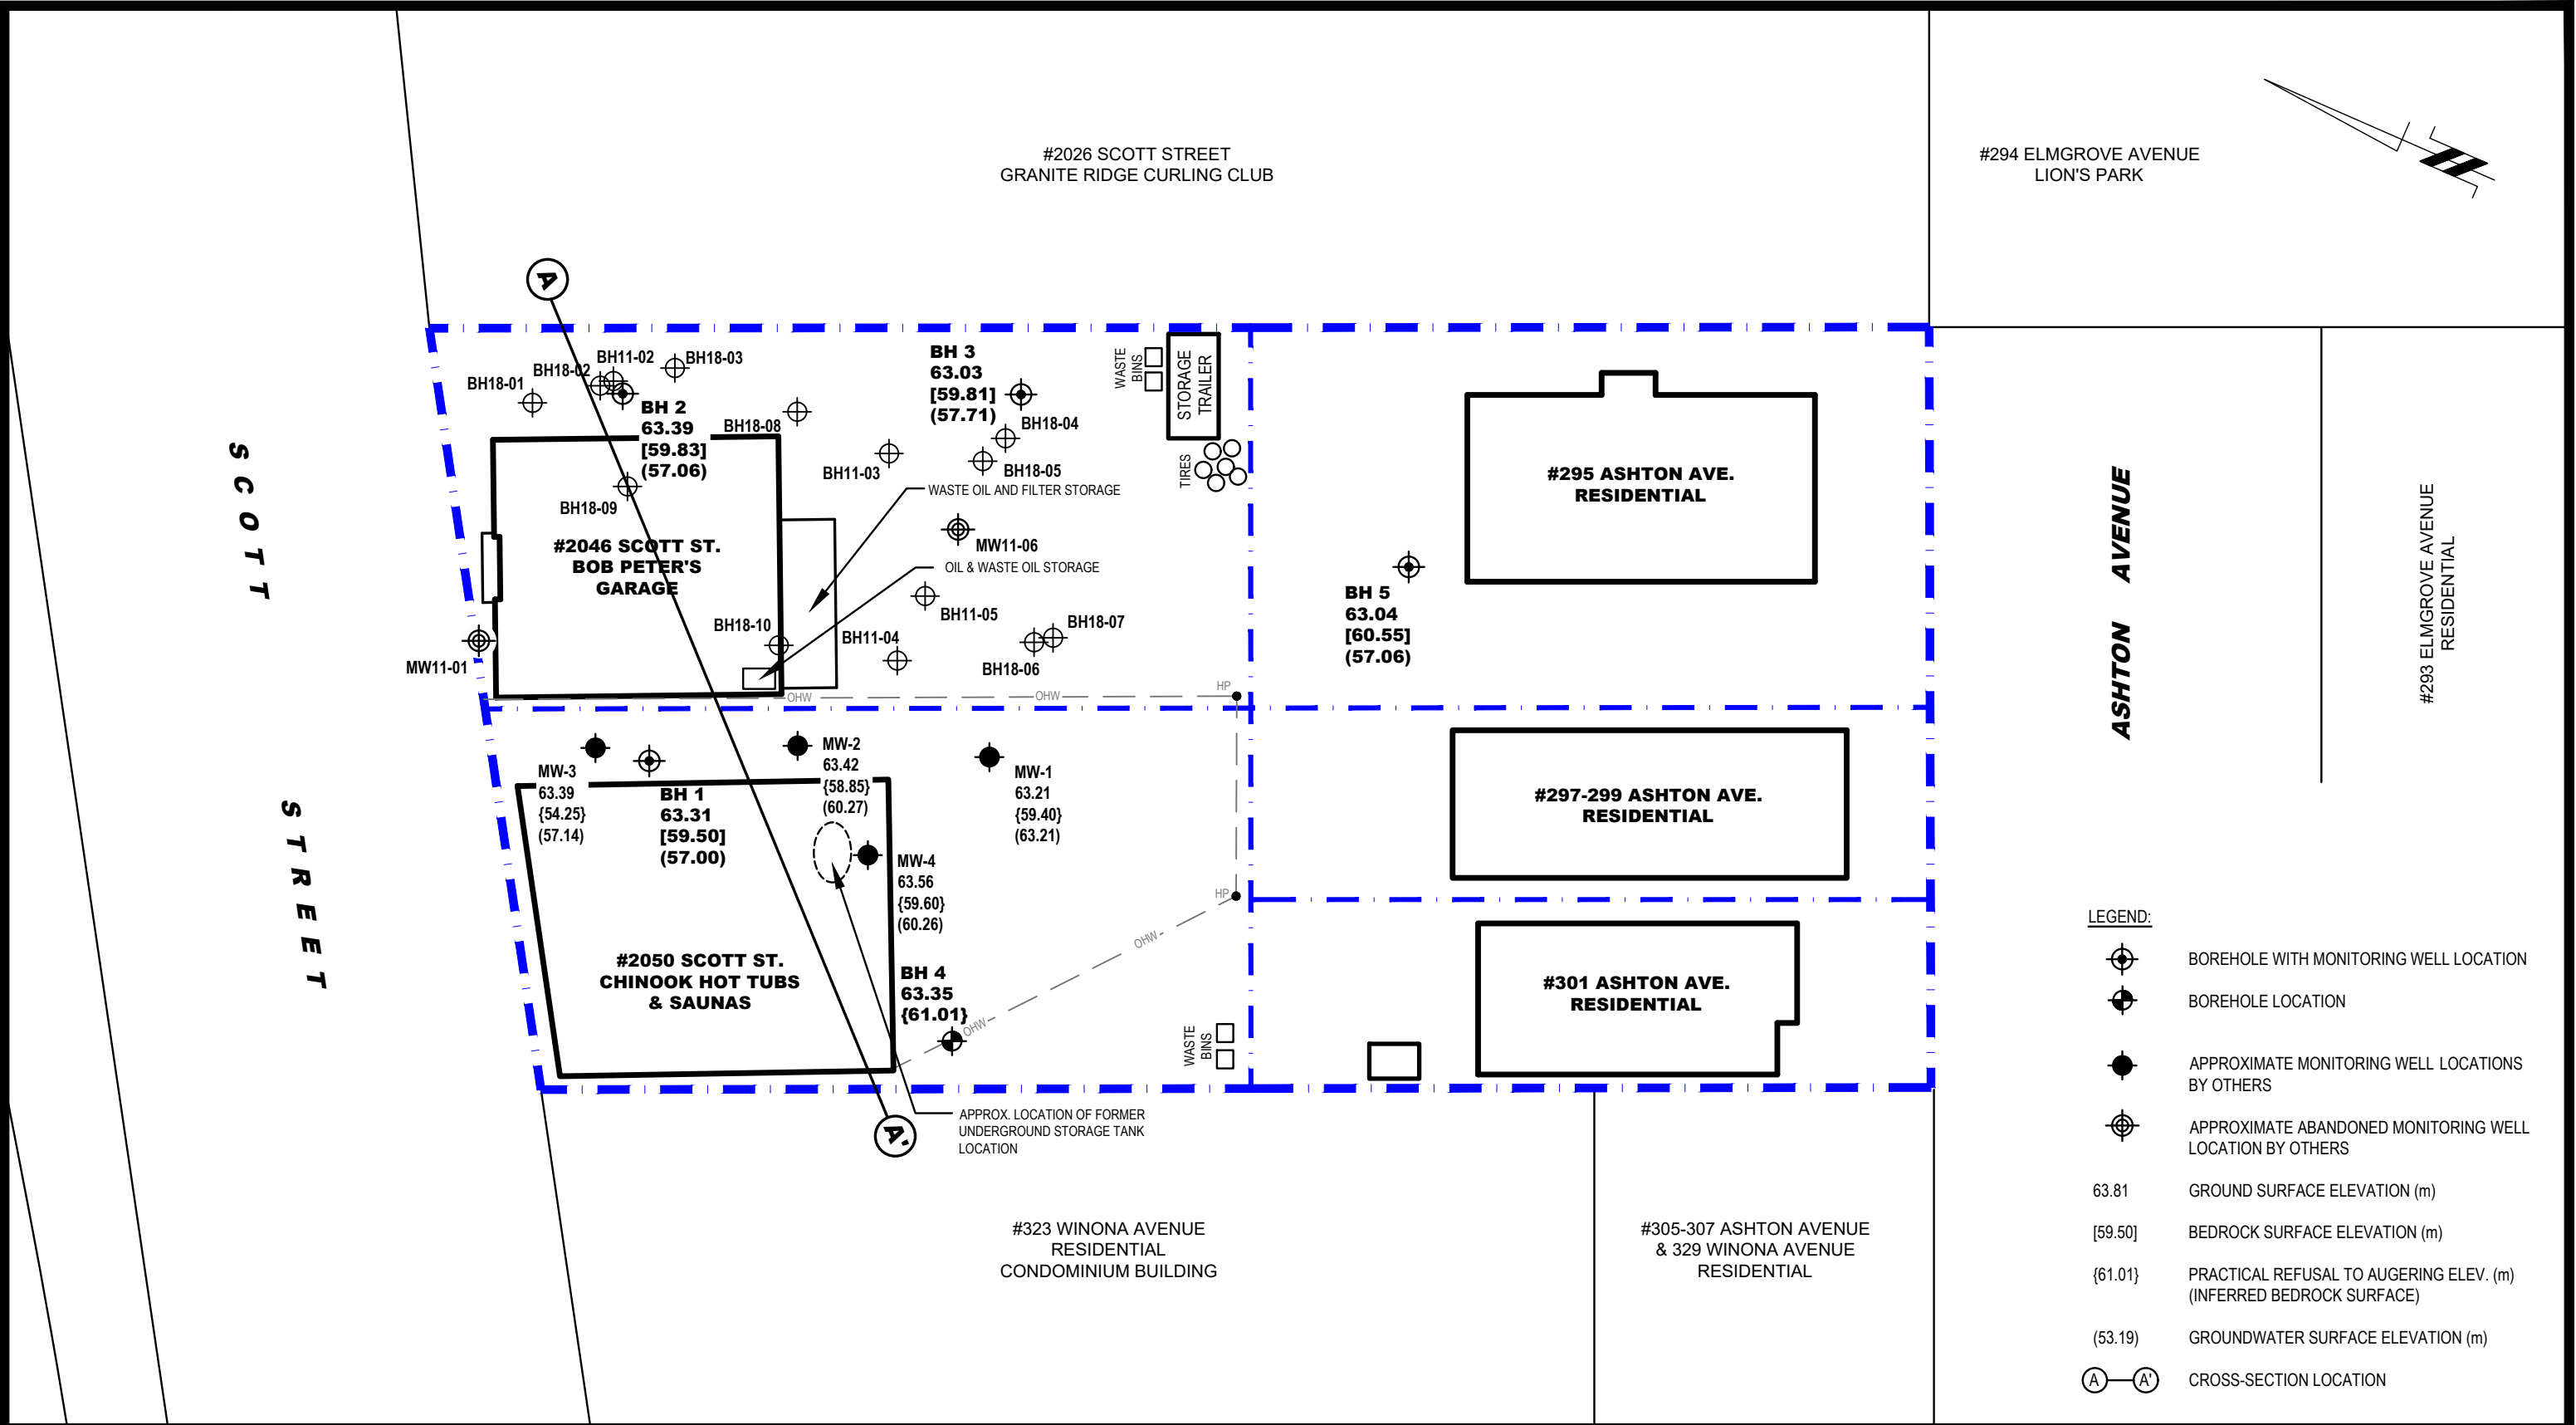 #2026 SCOTT STREET
GRANITE RIDGE CURLING CLUB
#294 ELMGROVE AVENUE
LION'S PARK
A
BH18-01
BH18-02
BH11-02
BH18-03
BH 2
63.39
[59.83]
(57.06)
BH18-08
BH 3
63.03
[59.81]
(57.71)
BH18-04
BH18-05
BH11-03
WASTE
BINS
STORAGE
TRAILER
TIRES
BH18-09
WASTE OIL AND FILTER STORAGE
#2046 SCOTT ST.
BOB PETER'S
GARAGE
MW11-06
OIL & WASTE OIL STORAGE
BH11-05
BH18-10
BH11-04
BH18-07
BH18-06
MW11-01
OHW
OHW
HP
#295 ASHTON AVE.
RESIDENTIAL
BH 5
63.04
[60.55]
(57.06)
SCOTT
STREET
ASHTON AVENUE
#293 ELMGROVE AVENUE
RESIDENTIAL
MW-3
63.39
{54.25}
(57.14)
BH 1
63.31
[59.50]
(57.00)
MW-2
63.42
{58.85}
(60.27)
MW-1
63.21
{59.40}
(63.21)
MW-4
63.56
{59.60}
(60.26)
HP
OHW
OHW
#297-299 ASHTON AVE.
RESIDENTIAL
#2050 SCOTT ST.
CHINOOK HOT TUBS
& SAUNAS
BH 4
63.35
{61.01}
WASTE
BINS
#301 ASHTON AVE.
RESIDENTIAL
A'
APPROX. LOCATION OF FORMER
UNDERGROUND STORAGE TANK
LOCATION
#323 WINONA AVENUE
RESIDENTIAL
CONDOMINIUM BUILDING
#305-307 ASHTON AVENUE
& 329 WINONA AVENUE
RESIDENTIAL
LEGEND:
BOREHOLE WITH MONITORING WELL LOCATION
BOREHOLE LOCATION
APPROXIMATE MONITORING WELL LOCATIONS
BY OTHERS
APPROXIMATE ABANDONED MONITORING WELL
LOCATION BY OTHERS
63.81 GROUND SURFACE ELEVATION (m)
[59.50] BEDROCK SURFACE ELEVATION (m)
{61.01} PRACTICAL REFUSAL TO AUGERING ELEV. (m)
(INFERRED BEDROCK SURFACE)
(53.19) GROUNDWATER SURFACE ELEVATION (m)
A A' CROSS-SECTION LOCATION